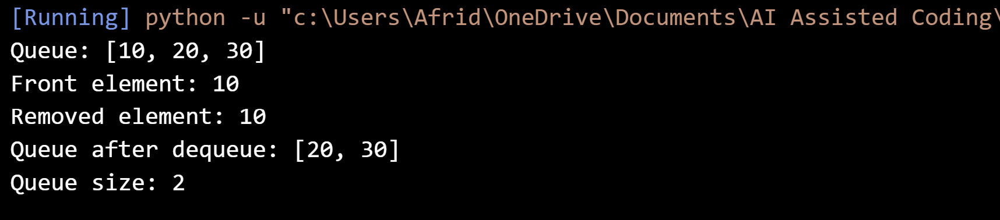 [Running] python -u "c:\Users\Afrid\OneDrive\Documents\AI Assisted Coding\
Queue: [10, 20, 30]
Front element: 10
Removed element: 10
Queue after dequeue: [20, 30]
Queue size: 2